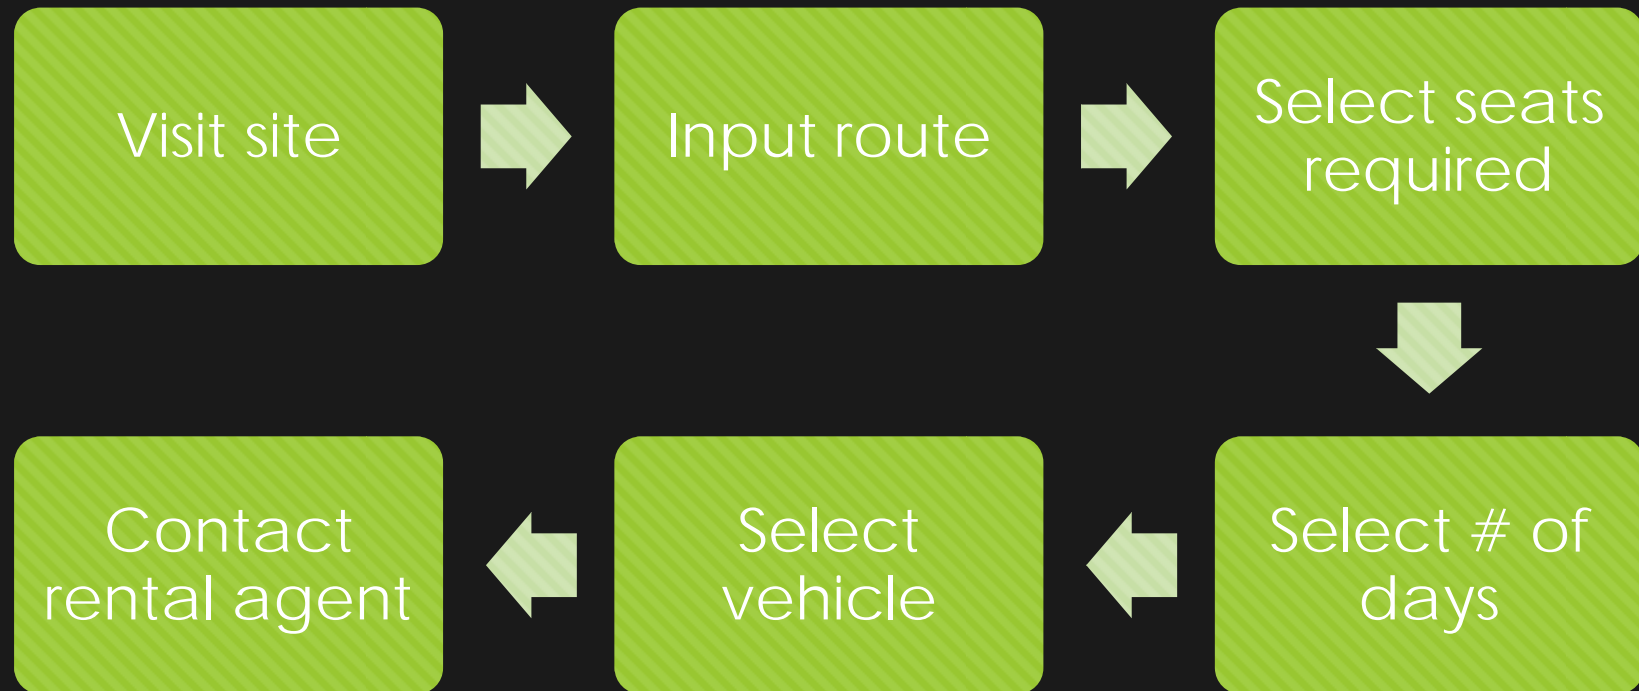 Visit site
Input route
Select seats
required
Select # of
days
Select
vehicle
Contact
rental agent